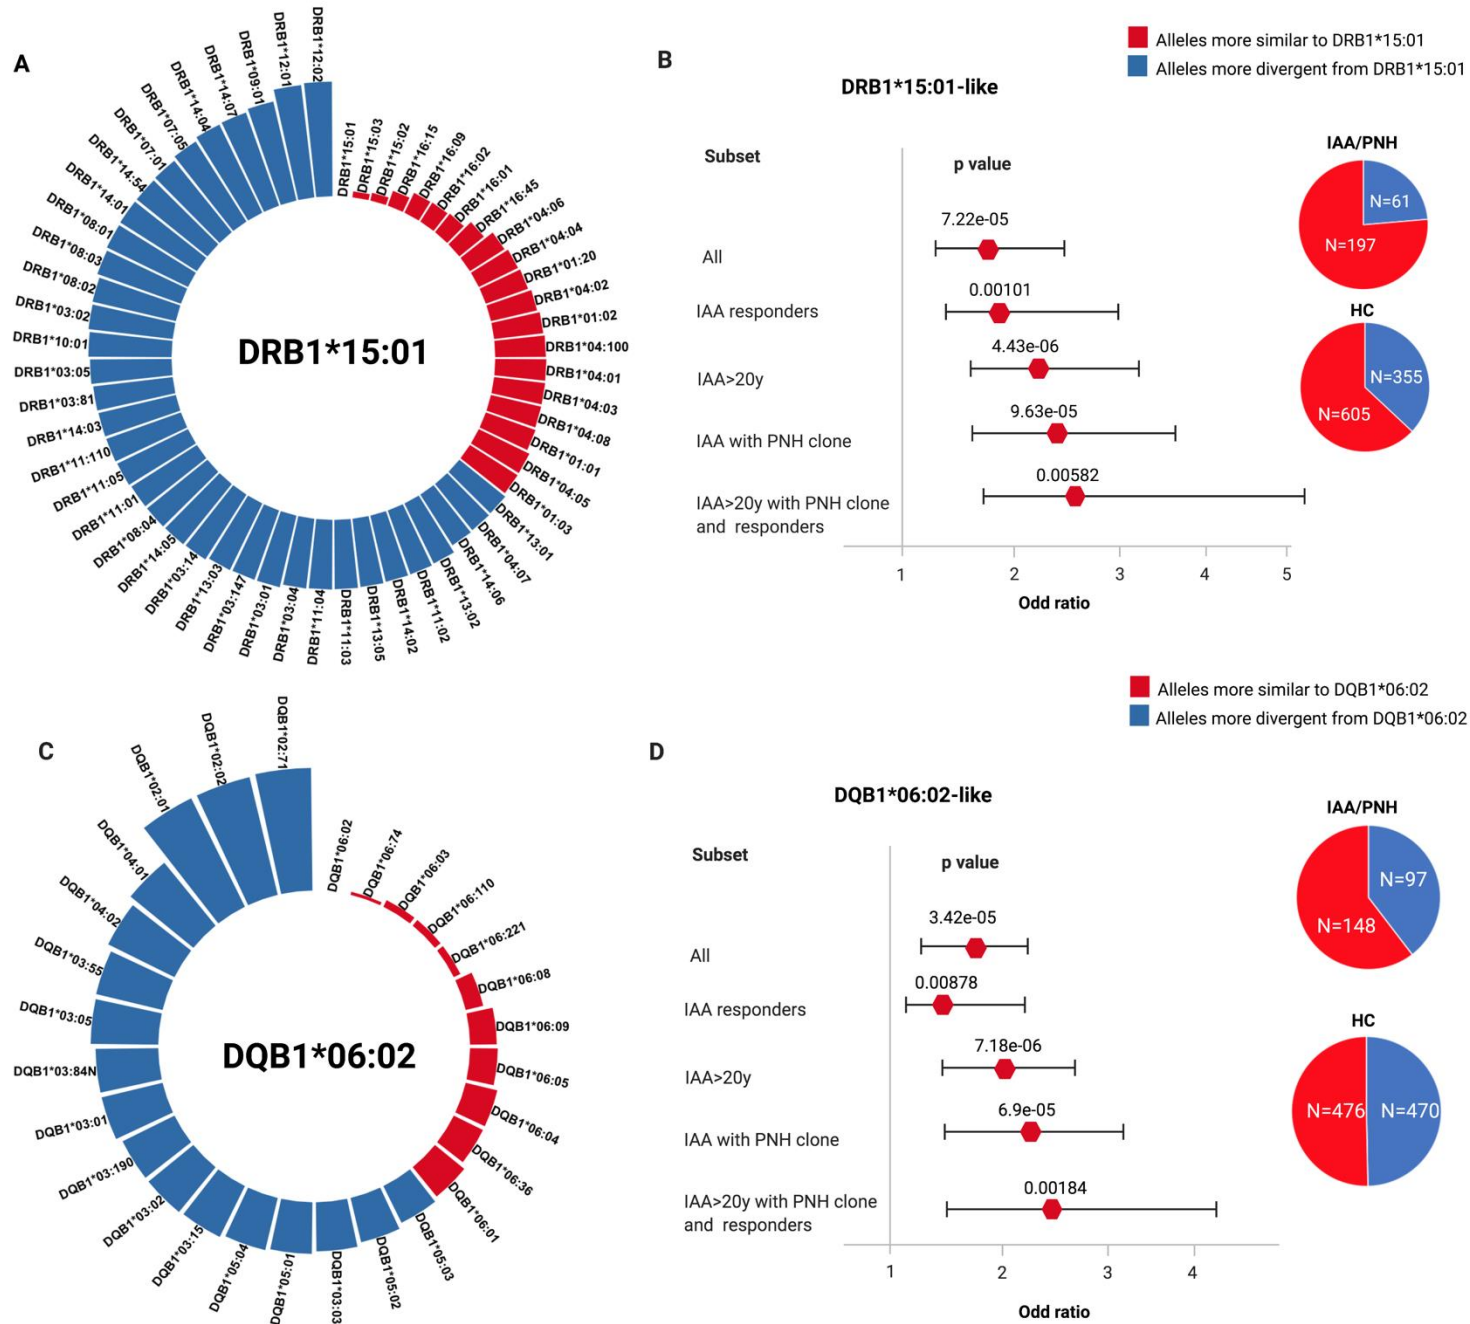 A
DRB1*15:01
DRB1*15:01
DRB1*15:03
DRB1*15:02
DRB1*16:15
DRB1*16:09
DRB1*16:02
DRB1*16:01
DRB1*16:45
DRB1*04:06
DRB1*04:04
DRB1*01:20
DRB1*04:02
DRB1*01:02
DRB1*04:100
DRB1*04:01
DRB1*04:03
DRB1*04:08
DRB1*01:01
DRB1*04:05
DRB1*01:03
DRB1*13:01
DRB1*04:07
DRB1*14:06
DRB1*13:02
DRB1*11:02
DRB1*14:02
DRB1*13:05
DRB1*11:03
DRB1*11:04
DRB1*03:04
DRB1*03:01
DRB1*03:147
DRB1*13:03
DRB1*03:14
DRB1*14:05
DRB1*08:04
DRB1*11:01
DRB1*11:05
DRB1*11:110
DRB1*14:03
DRB1*03:81
DRB1*03:05
DRB1*10:01
DRB1*03:02
DRB1*08:02
DRB1*08:03
DRB1*08:01
DRB1*14:01
DRB1*14:54
DRB1*07:01
DRB1*07:05
DRB1*14:04
DRB1*14:07
DRB1*09:01
DRB1*12:01
DRB1*12:02
B
Alleles more similar to DRB1*15:01
Alleles more divergent from DRB1*15:01
DRB1*15:01-like
Subset
p value
All
7.22e-05
IAA responders
0.00101
IAA>20y
4.43e-06
IAA with PNH clone
9.63e-05
IAA>20y with PNH clone
and responders
0.00582
1 2 3 4 5
Odd ratio
IAA/PNH
N=61
N=197
HC
N=355
N=605
C
DQB1*06:02
DQB1*06:02
DQB1*06:74
DQB1*06:03
DQB1*06:110
DQB1*06:221
DQB1*06:08
DQB1*06:09
DQB1*06:05
DQB1*06:04
DQB1*06:36
DQB1*06:01
DQB1*05:03
DQB1*05:02
DQB1*03:03
DQB1*05:01
DQB1*05:04
DQB1*03:15
DQB1*03:02
DQB1*03:190
DQB1*03:01
DQB1*03:84N
DQB1*03:05
DQB1*03:55
DQB1*04:02
DQB1*04:01
DQB1*02:01
DQB1*02:02
DQB1*02:71
D
Alleles more similar to DQB1*06:02
Alleles more divergent from DQB1*06:02
DQB1*06:02-like
Subset
p value
All
3.42e-05
IAA responders
0.00878
IAA>20y
7.18e-06
IAA with PNH clone
6.9e-05
IAA>20y with PNH clone
and responders
0.00184
1 2 3 4
Odd ratio
IAA/PNH
N=97
N=148
HC
N=476 N=470